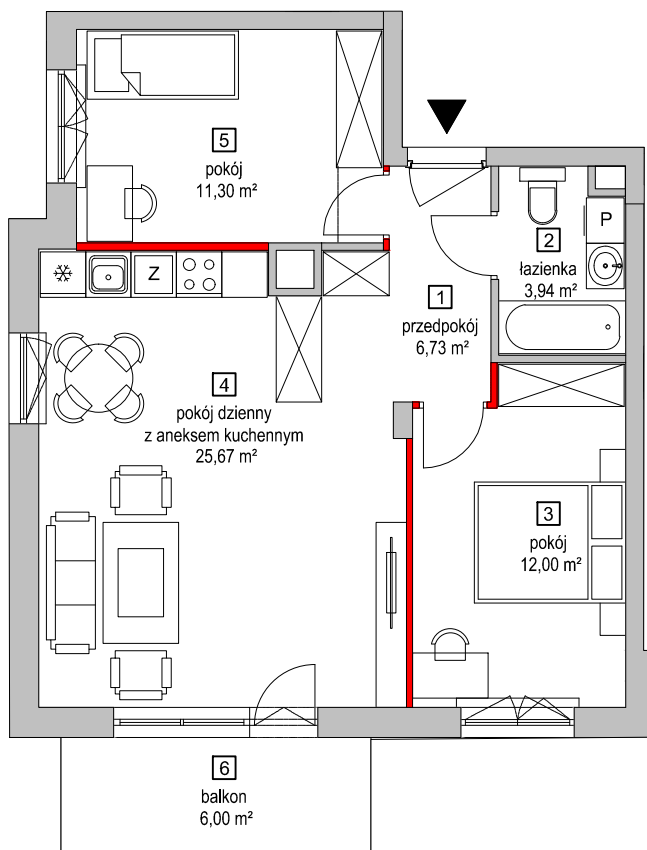 5
pokój
11,30 m²
P
2
łazienka
3,94 m²
Z
1
przedpokój
6,73 m²
4
pokój dzienny
z aneksem kuchennym
25,67 m²
3
pokój
12,00 m²
6
balkon
6,00 m²